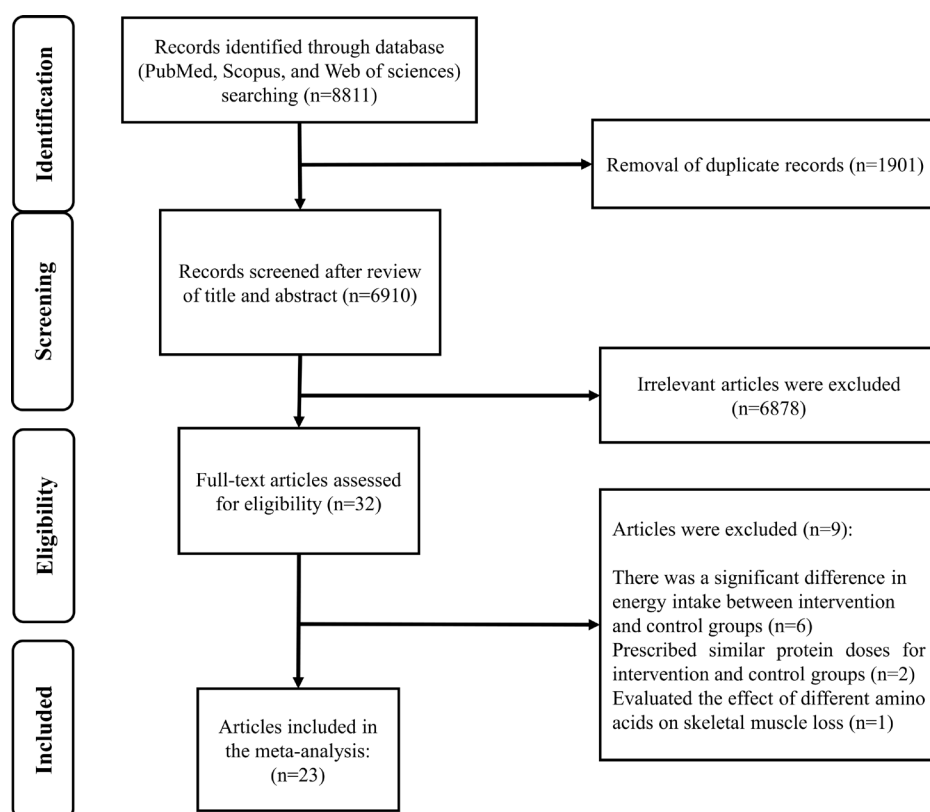 Identification
Records identified through database
(PubMed, Scopus, and Web of sciences)
searching (n=8811)
Removal of duplicate records (n=1901)
Screening
Records screened after review
of title and abstract (n=6910)
Irrelevant articles were excluded
(n=6878)
Eligibility
Full-text articles assessed
for eligibility (n=32)
Articles were excluded (n=9):
There was a significant difference in
energy intake between intervention
and control groups (n=6)
Prescribed similar protein doses for
intervention and control groups (n=2)
Evaluated the effect of different amino
acids on skeletal muscle loss (n=1)
Included
Articles included in
the meta-analysis:
(n=23)